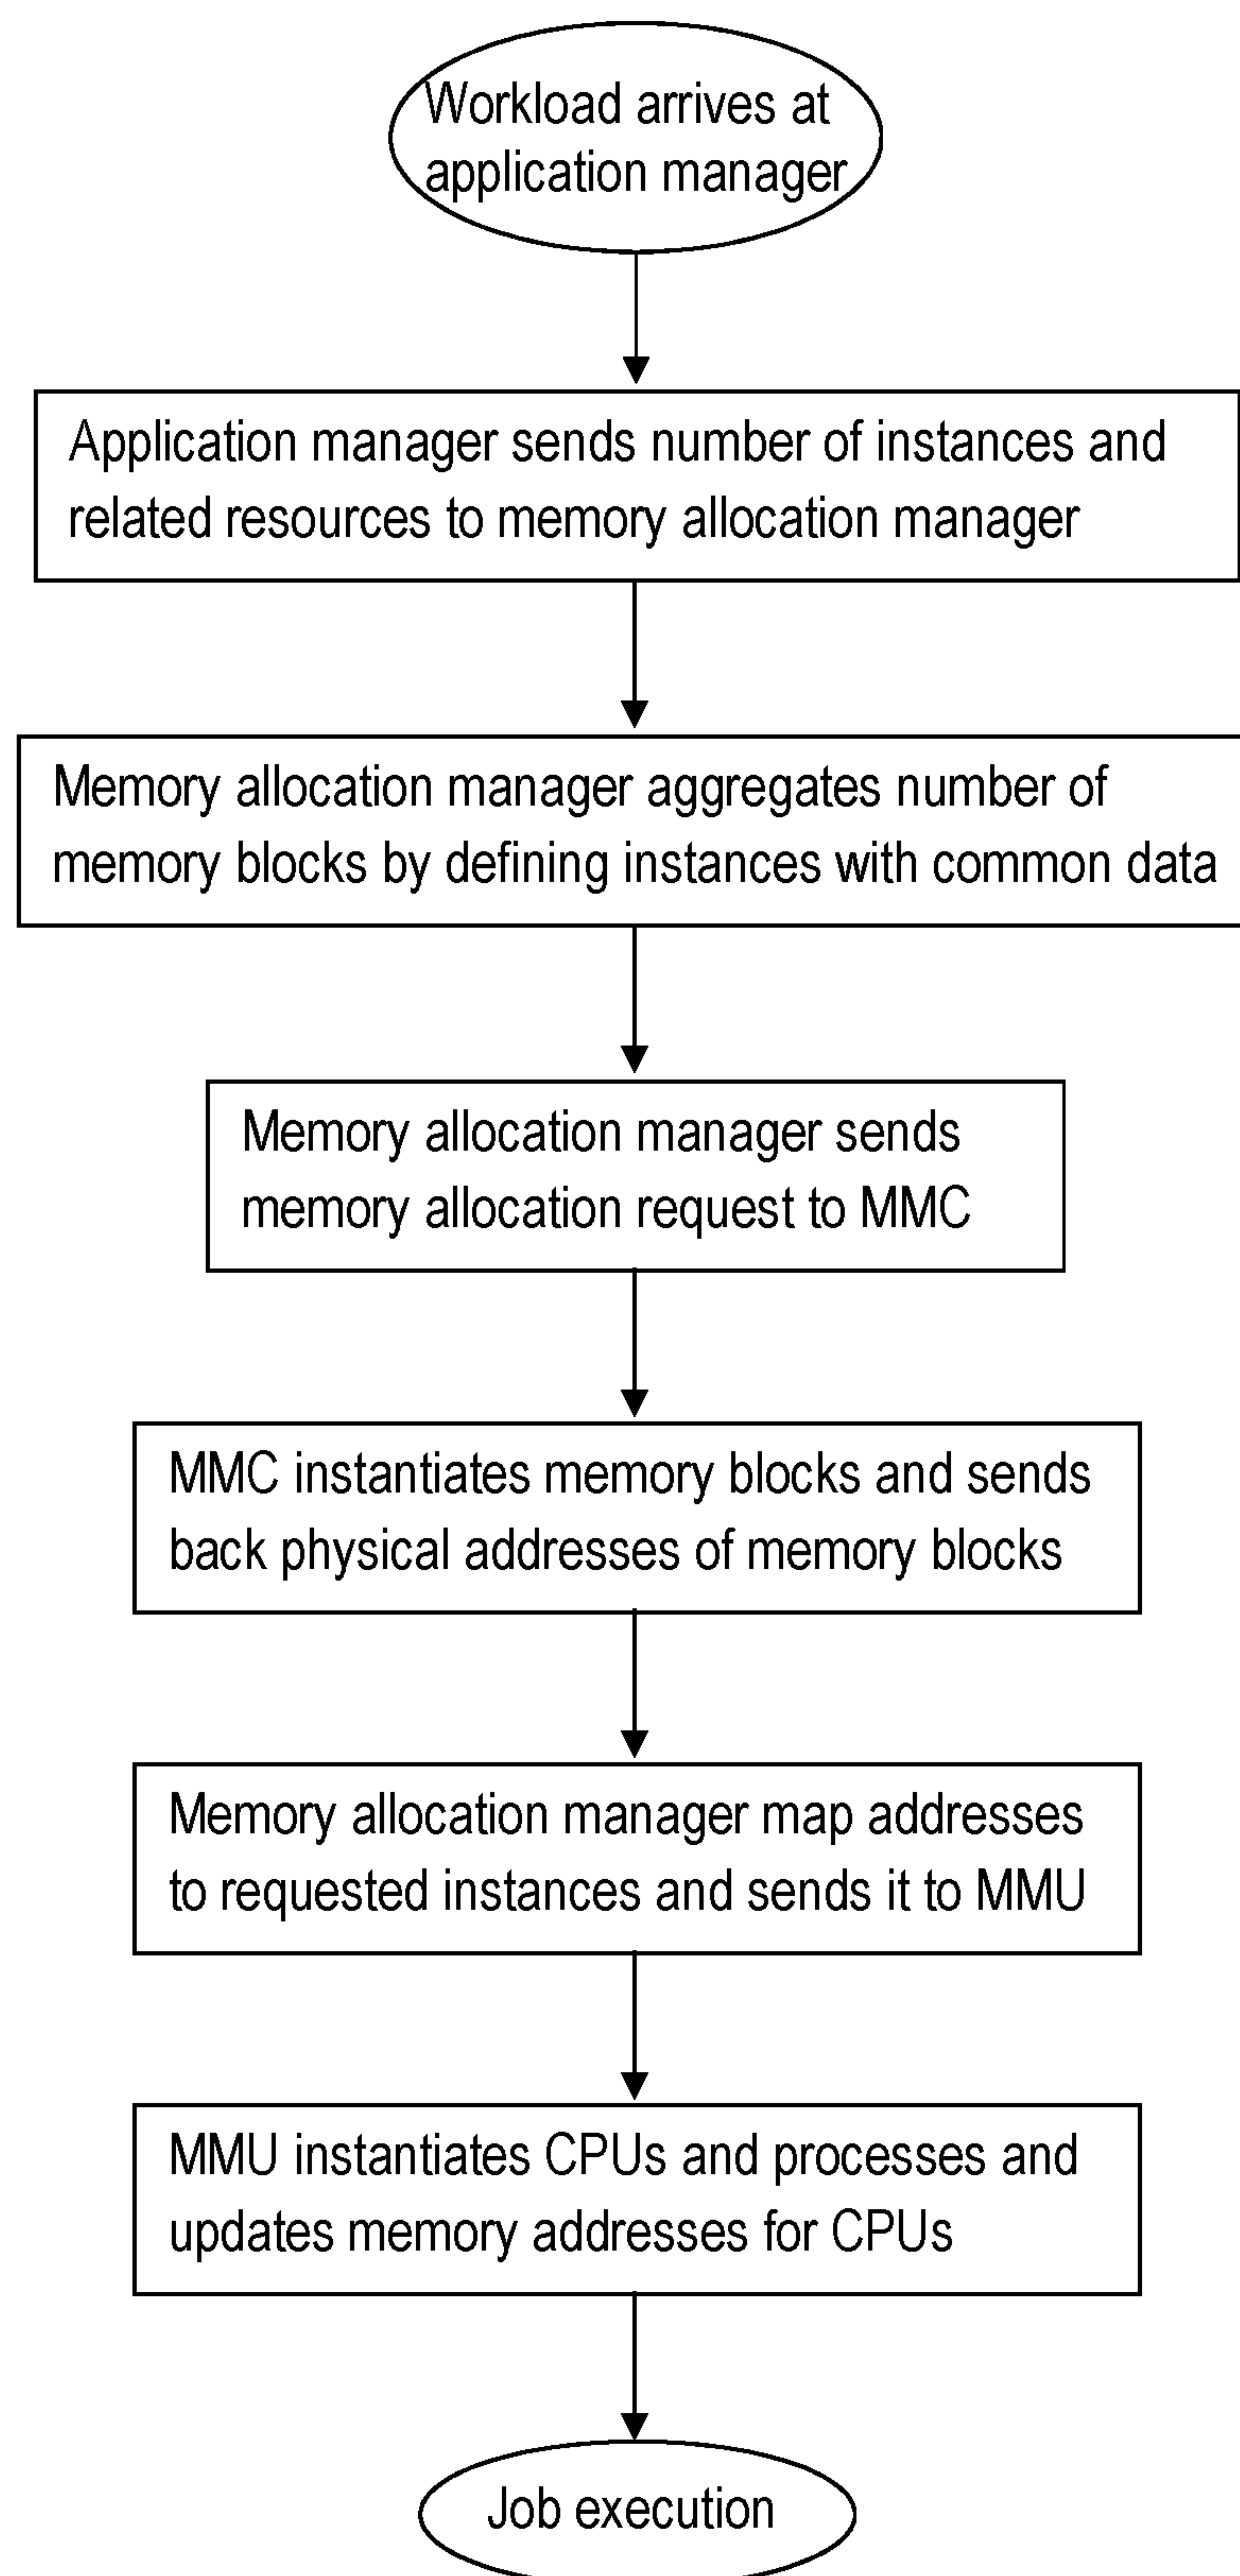 Workload arrives at
application manager
Application manager sends number of instances and
related resources to memory allocation manager
Memory allocation manager aggregates number of
memory blocks by defining instances with common data
Memory allocation manager sends
memory allocation request to MMC
MMC instantiates memory blocks and sends
back physical addresses of memory blocks
Memory allocation manager map addresses
to requested instances and sends it to MMU
MMU instantiates CPUs and processes and
updates memory addresses for CPUs
Job execution